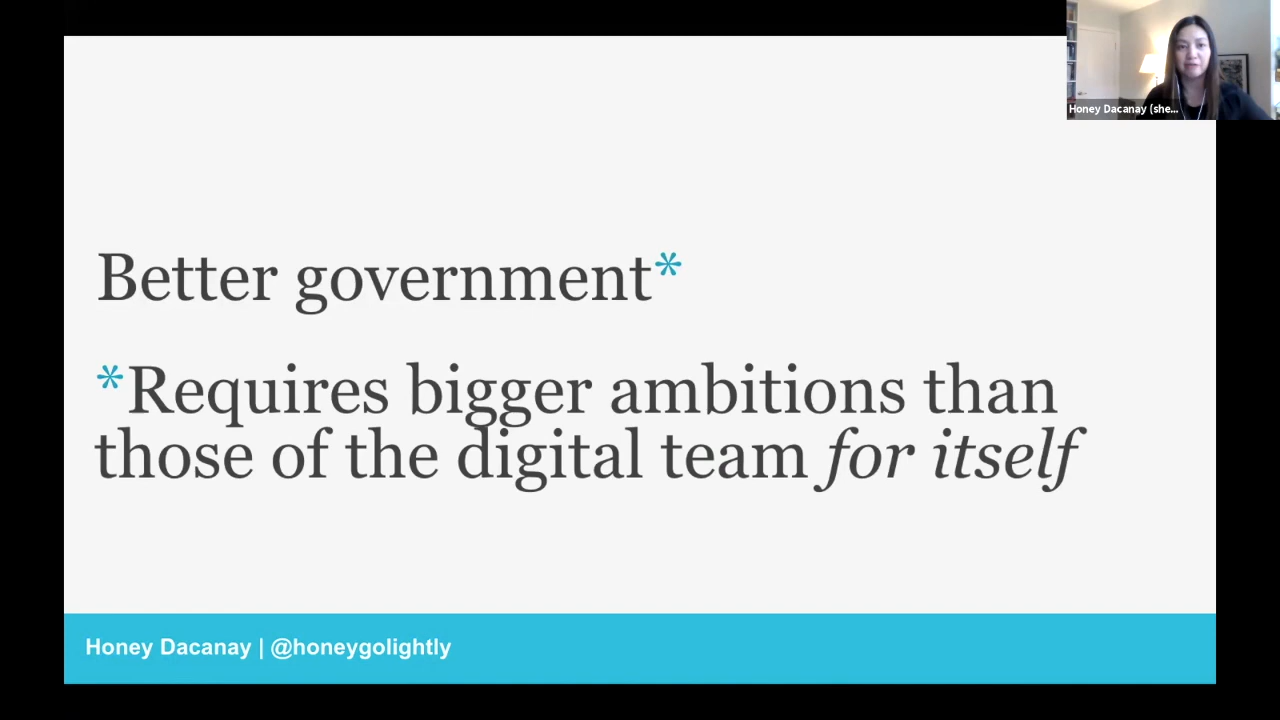 Honey Dacanay (she...
Better government*
*Requires bigger ambitions than
those of the digital team for itself
Honey Dacanay | @honeygolightly